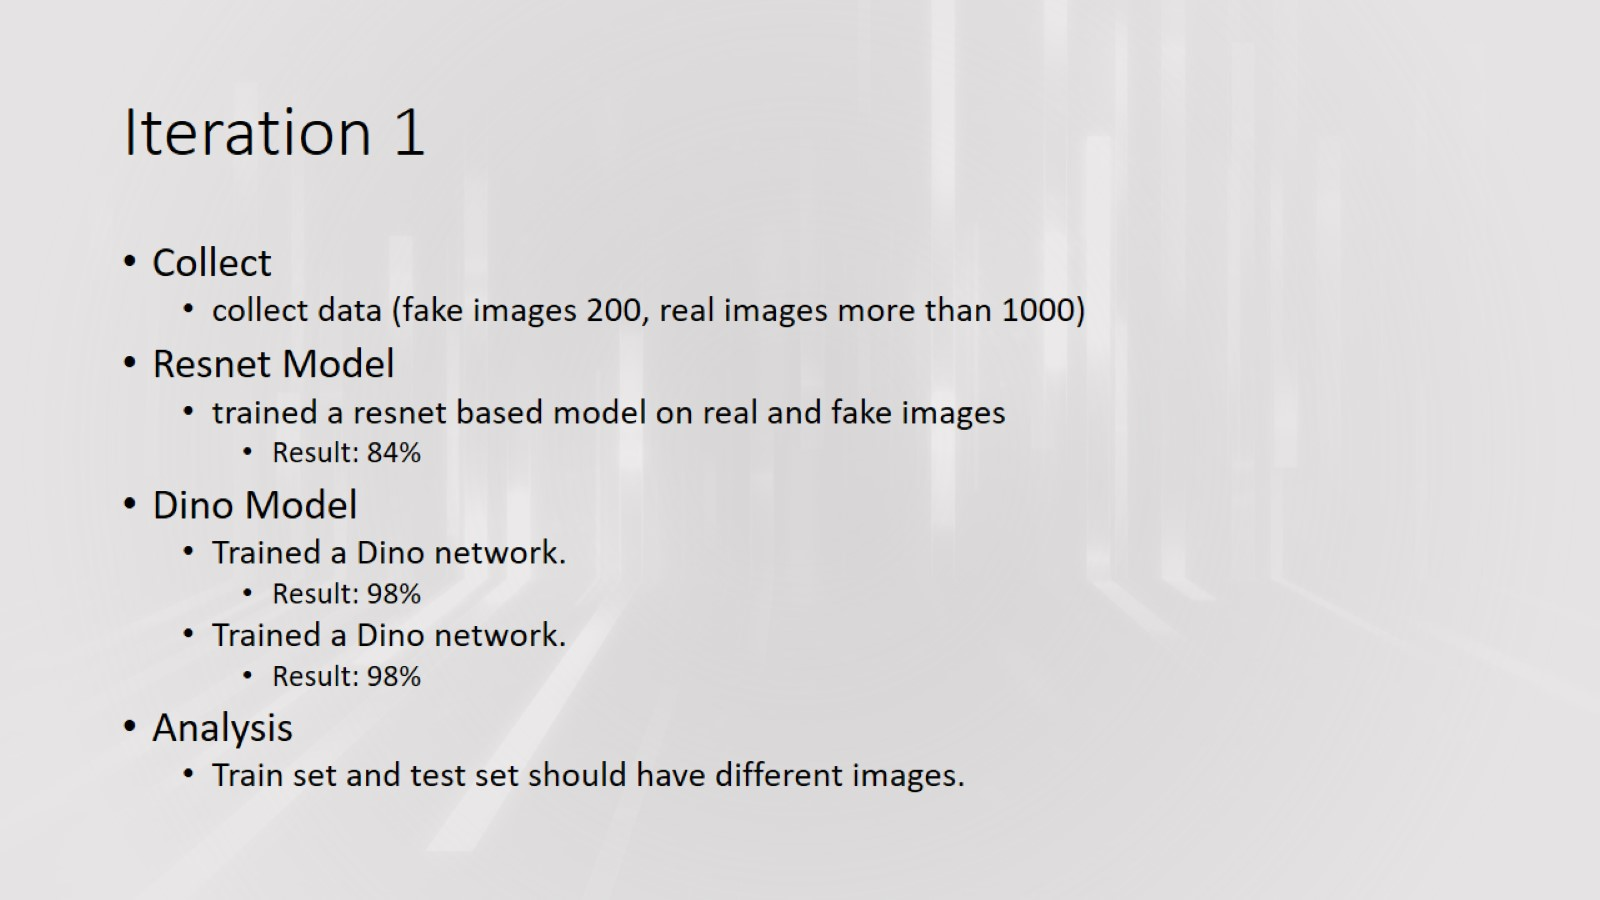 Iteration 1
• Collect
• collect data (fake images 200, real images more than 1000)
• Resnet Model
• trained a resnet based model on real and fake images
• Result: 84%
• Dino Model
• Trained a Dino network.
• Result: 98%
• Trained a Dino network.
• Result: 98%
• Analysis
• Train set and test set should have different images.